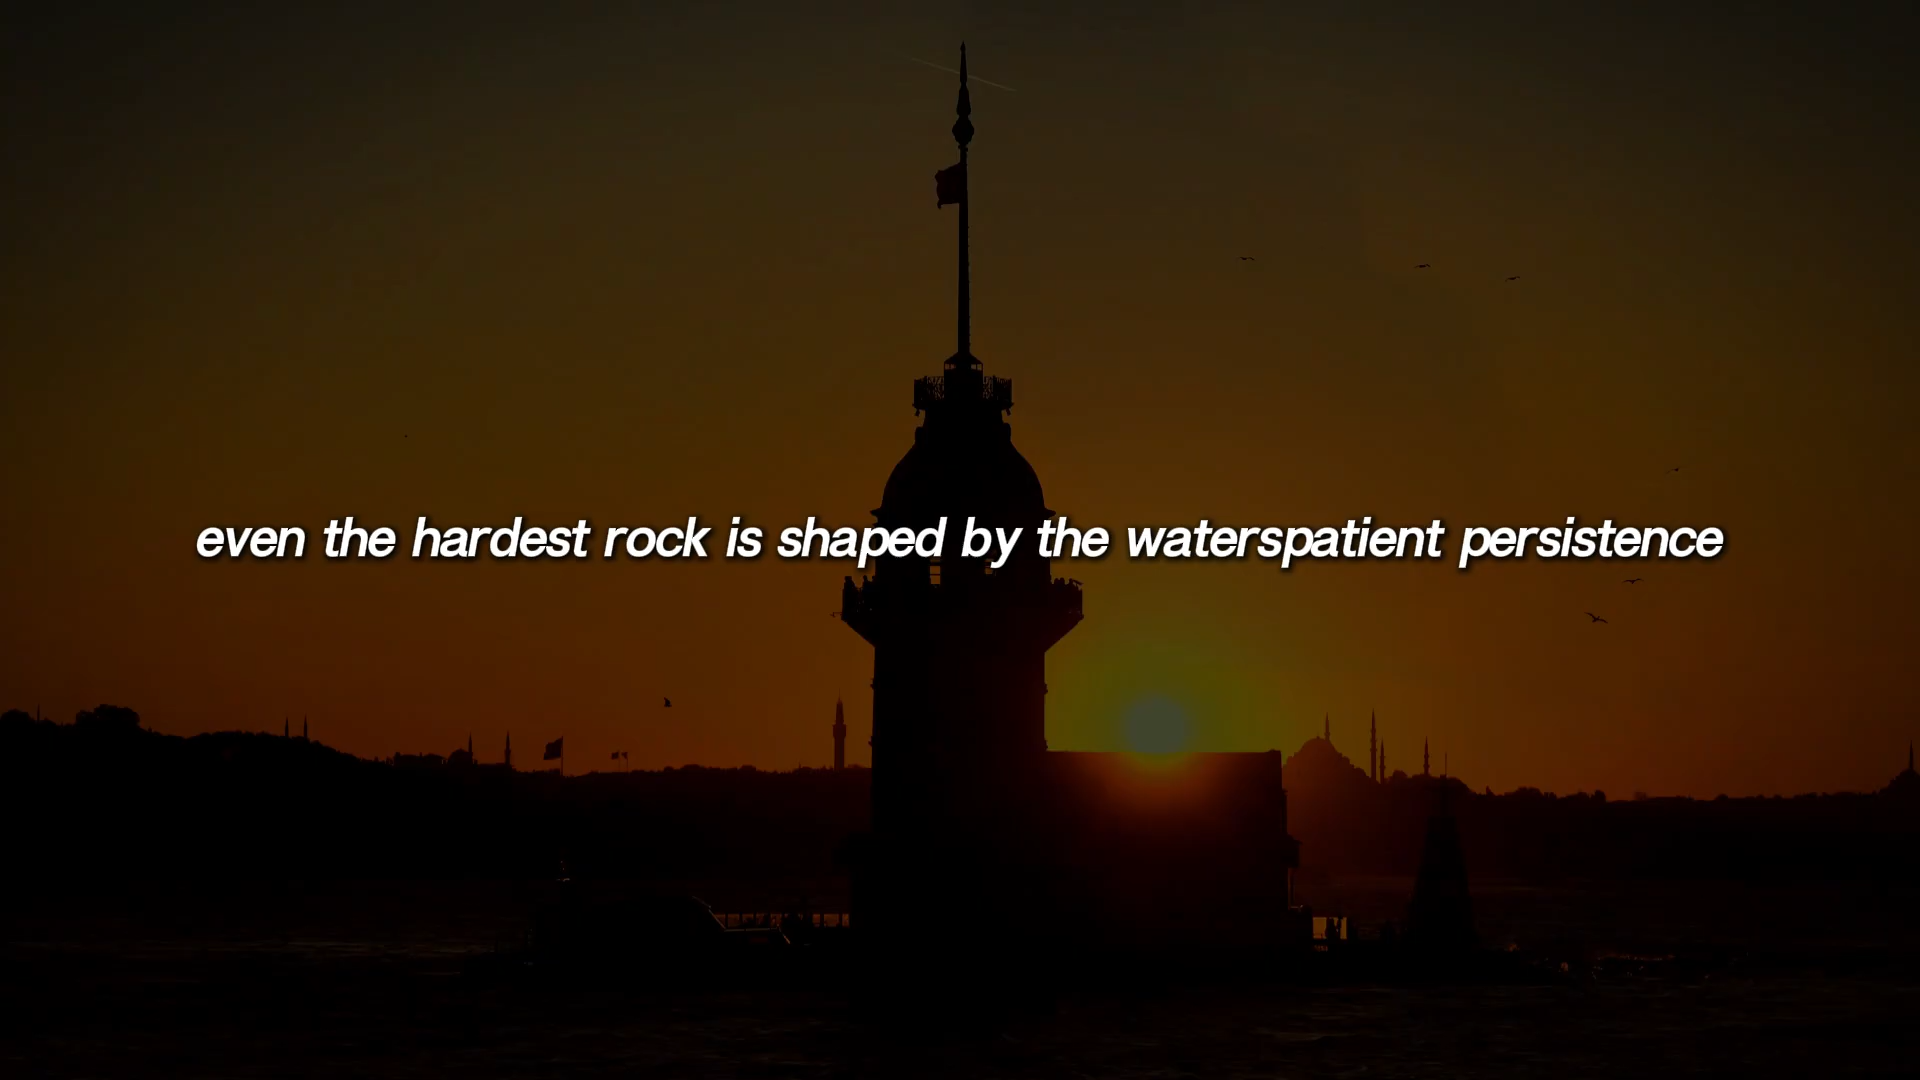 even the hardest rock is shaped by the waterspatient persistence